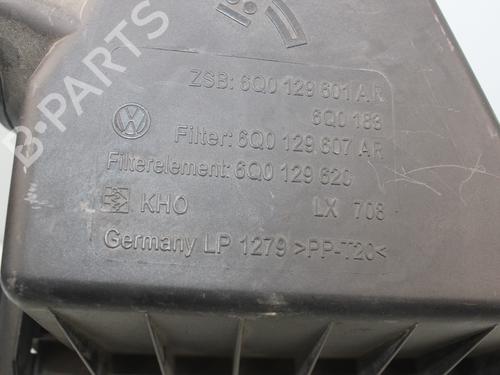 ZSB: 6Q0 129 601 AR
6Q0 183
Filter: 6Q0 129 607 AR
Filterelement: 6Q0 129 620
KHO LX 708
Germany LP 1279 >PP-T20<